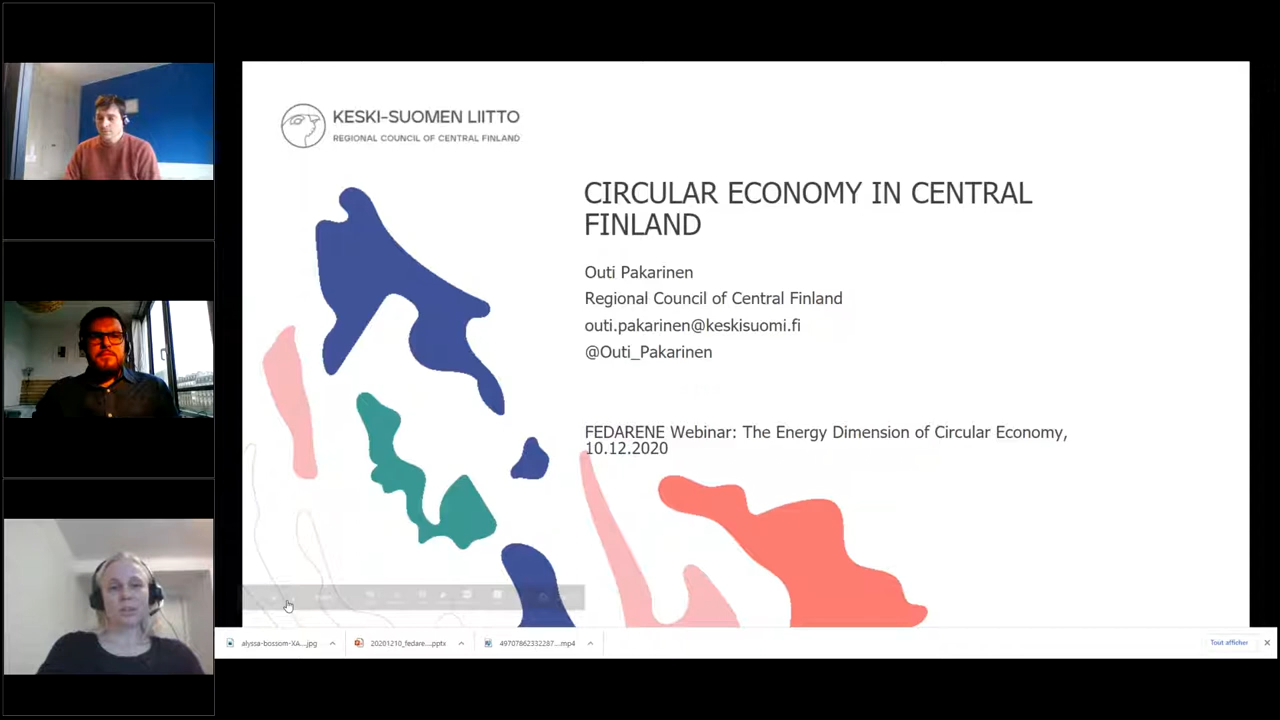 KESKI-SUOMEN LIITTO
REGIONAL COUNCIL OF CENTRAL FINLAND
CIRCULAR ECONOMY IN CENTRAL
FINLAND
Outi Pakarinen
Regional Council of Central Finland
outi.pakarinen@keskisuomi.fi
@Outi_Pakarinen
FEDARENE Webinar: The Energy Dimension of Circular Economy,
10.12.2020
alyssa-bossom-XA....jpg
20201210_fedare....pptx
49707862332287....mp4
Tout afficher